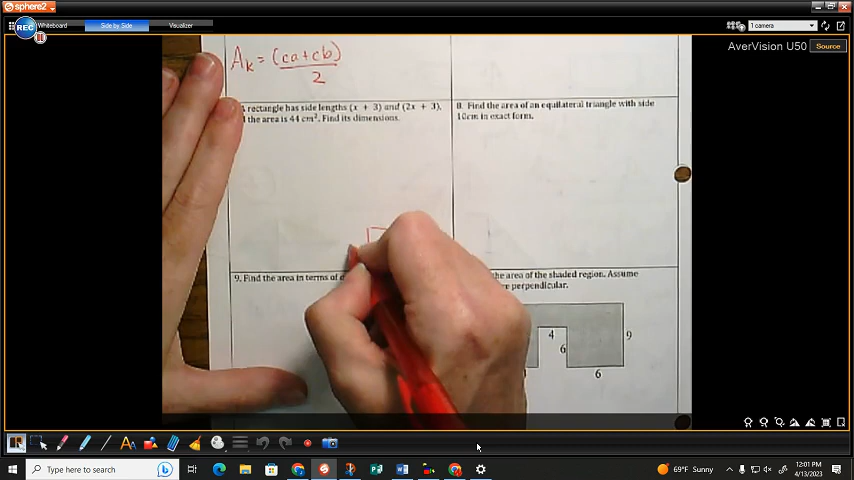 sphere2
Whiteboard
Side by Side
Visualizer
1 camera
REC
AverVision U50
Source
A_k = (ca+cb)
2
rectangle has side lengths (x + 3) and (2x + 3),
the area is 44 cm². Find its dimensions.
8. Find the area of an equilateral triangle with side
10cm in exact form.
9. Find the area in terms of
the area of the shaded region. Assume
perpendicular.
4
9
6
6
Type here to search
69°F Sunny
12:01 PM
4/13/2023